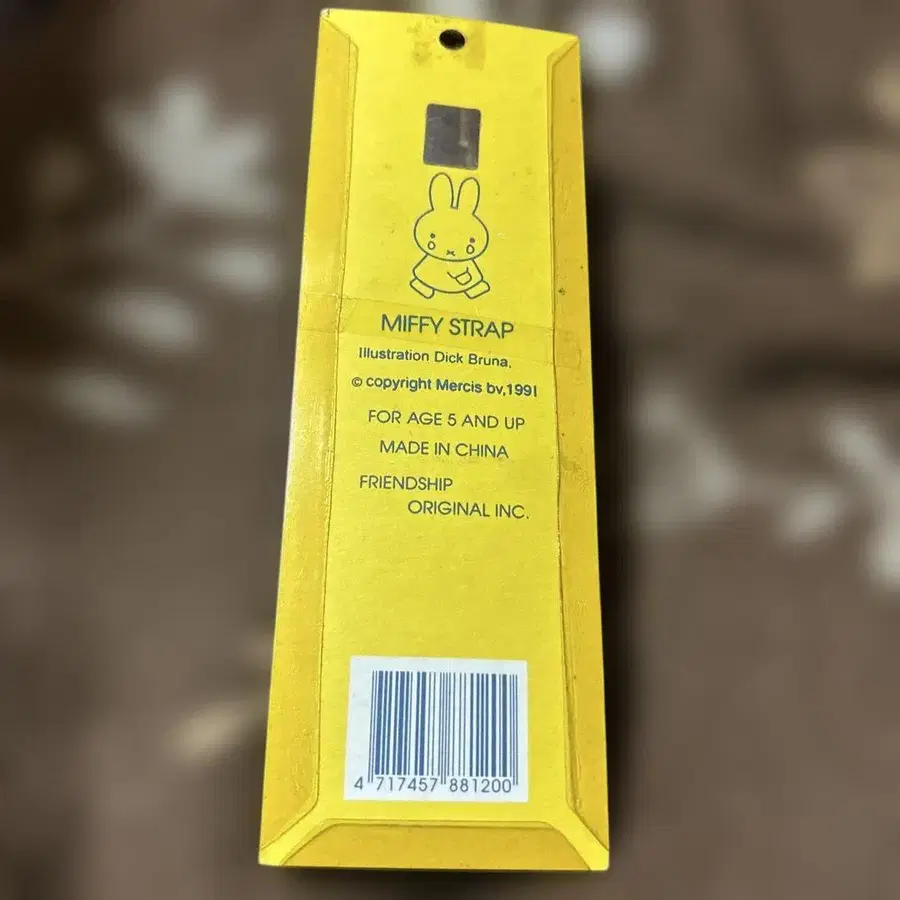 MIFFY STRAP
Illustration Dick Bruna.
© copyright Mercis bv,1991
FOR AGE 5 AND UP
MADE IN CHINA
FRIENDSHIP
ORIGINAL INC.
4 717457 881200